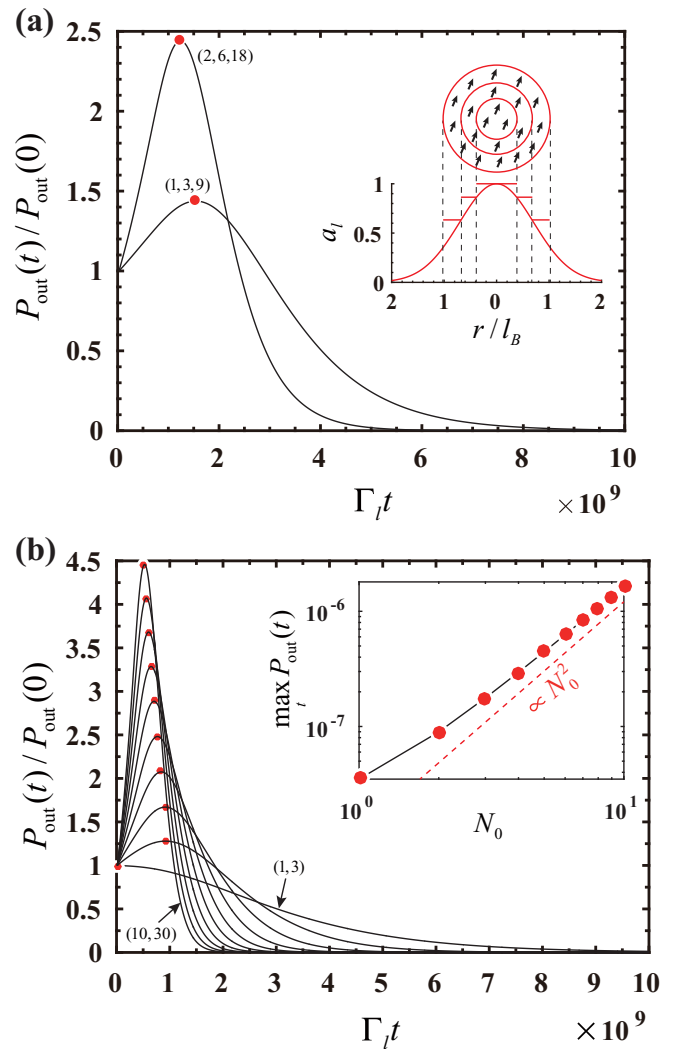 (a)
2.5
2
1.5
1
0.5
0
P_out(t)/P_out(0)
(2,6,18)
(1,3,9)
1
0.5
0
a_l
2 1 0 1 2
r/l_B
0 2 4 6 8 10
Γ_l t ×10^9
(b)
4.5
4
3.5
3
2.5
2
1.5
1
0.5
0
P_out(t)/P_out(0)
10^-6
10^-7
max_t P_out(t)
∝ N_0^2
10^0 10^1
N_0
(1,3)
(10,30)
0 1 2 3 4 5 6 7 8 9 10
Γ_l t ×10^9